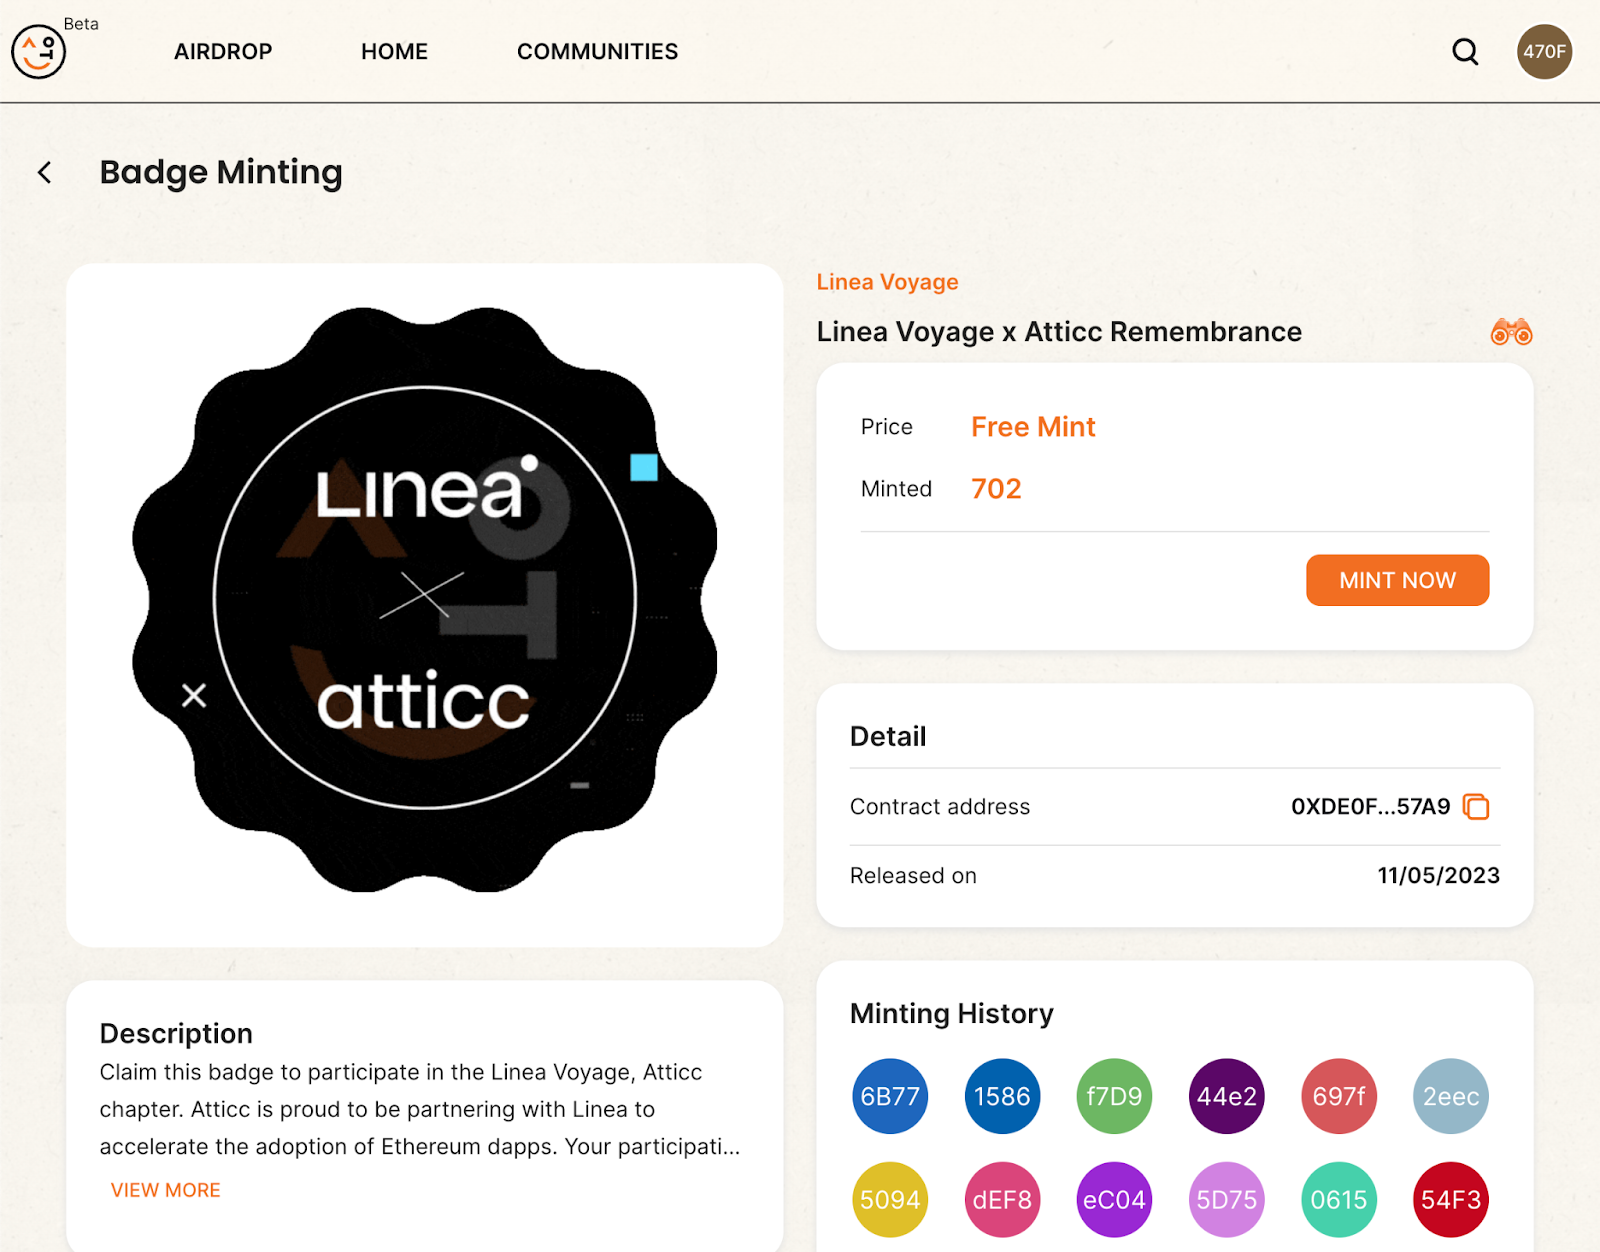 Beta
AIRDROP
HOME
COMMUNITIES
470F
Badge Minting
Linea
atticc
Linea Voyage
Linea Voyage x Atticc Remembrance
Price Free Mint
Minted 702
MINT NOW
Detail
Contract address 0XDE0F...57A9
Released on 11/05/2023
Description
Claim this badge to participate in the Linea Voyage, Atticc
chapter. Atticc is proud to be partnering with Linea to
accelerate the adoption of Ethereum dapps. Your participati...
VIEW MORE
Minting History
6B77 1586 f7D9 44e2 697f 2eec
5094 dEF8 eC04 5D75 0615 54F3